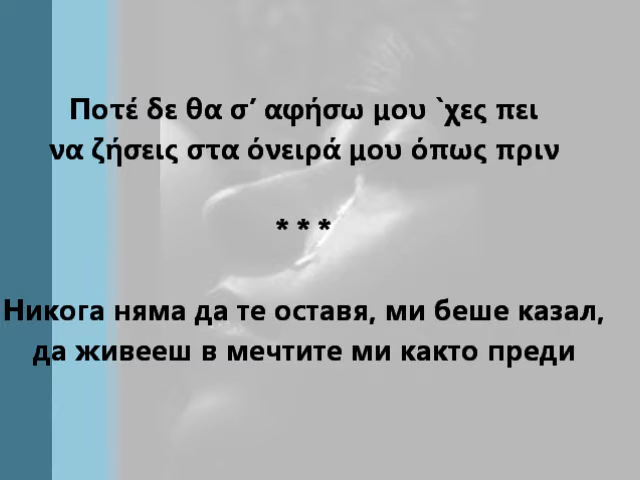 Ποτέ δε θα σ’ αφήσω μου `χες πει
να ζήσεις στα όνειρά μου όπως πριν
* * *
Никога няма да те оставя, ми беше казал,
да живееш в мечтите ми както преди